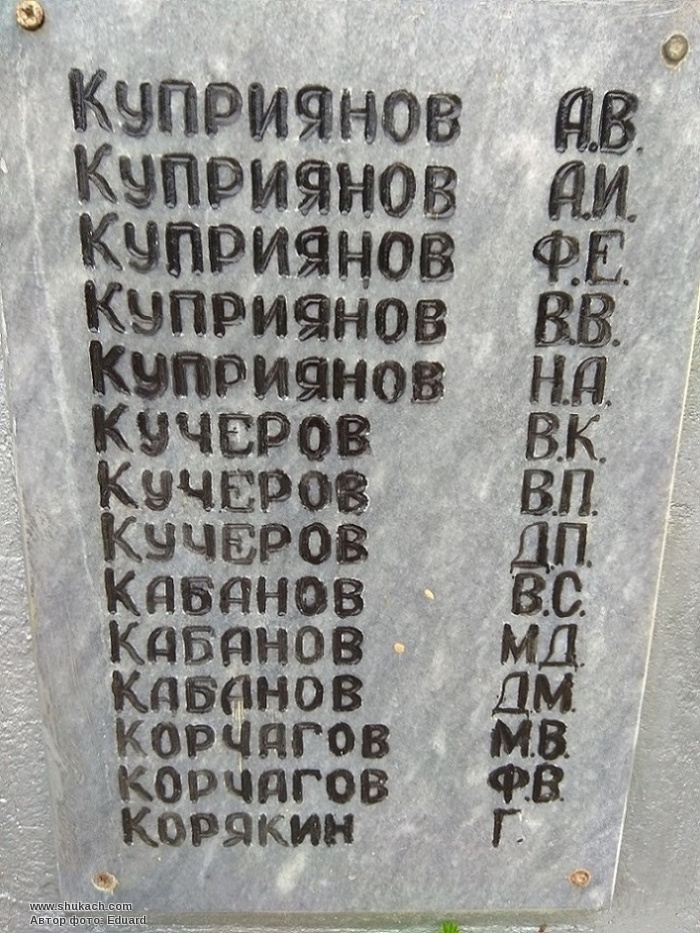 КУПРИЯНОВ А.В.
КУПРИЯНОВ А.И.
КУПРИЯНОВ Ф.Е.
КУПРИЯНОВ В.В.
КУПРИЯНОВ Н.А.
КУЧЕРОВ В.К.
КУЧЕРОВ В.П.
КУЧЕРОВ Д.П.
КАБАНОВ В.С.
КАБАНОВ М.Д.
КАБАНОВ Д.М.
КОРЧАГОВ М.В.
КОРЧАГОВ Ф.В.
КОРЯКИН Г.
www.shukach.com
Автор фото: Eduard